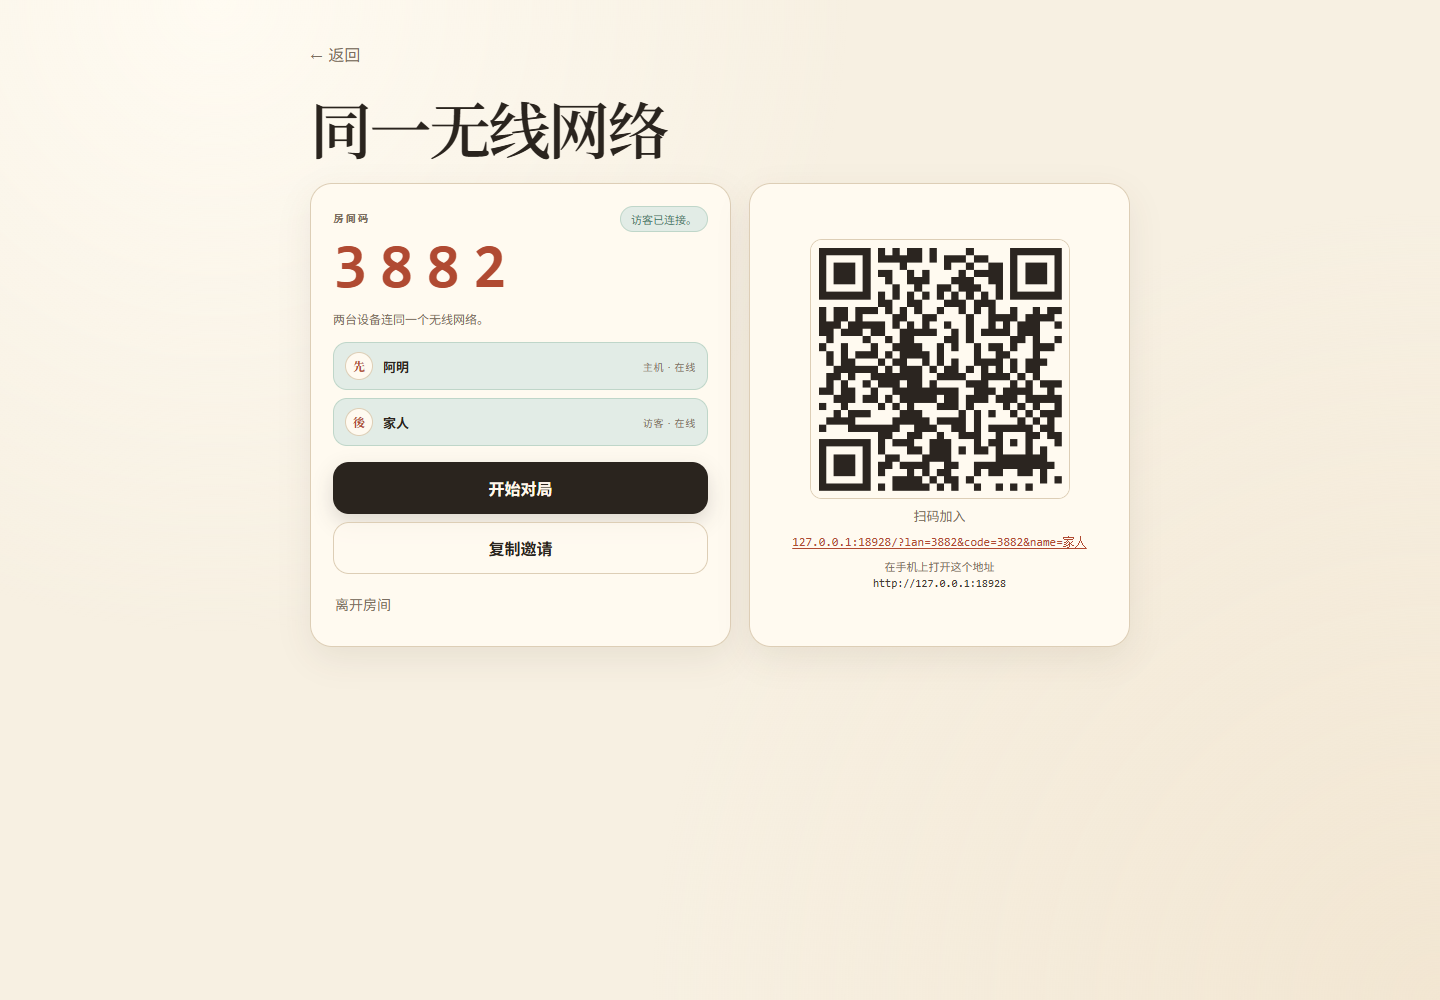 ← 返回
同一无线网络
房间码
访客已连接。
3882
两台设备连同一个无线网络。
先 阿明 主机 · 在线
後 家人 访客 · 在线
开始对局
复制邀请
离开房间
扫码加入
127.0.0.1:18928/?lan=3882&code=3882&name=家人
在手机上打开这个地址
http://127.0.0.1:18928